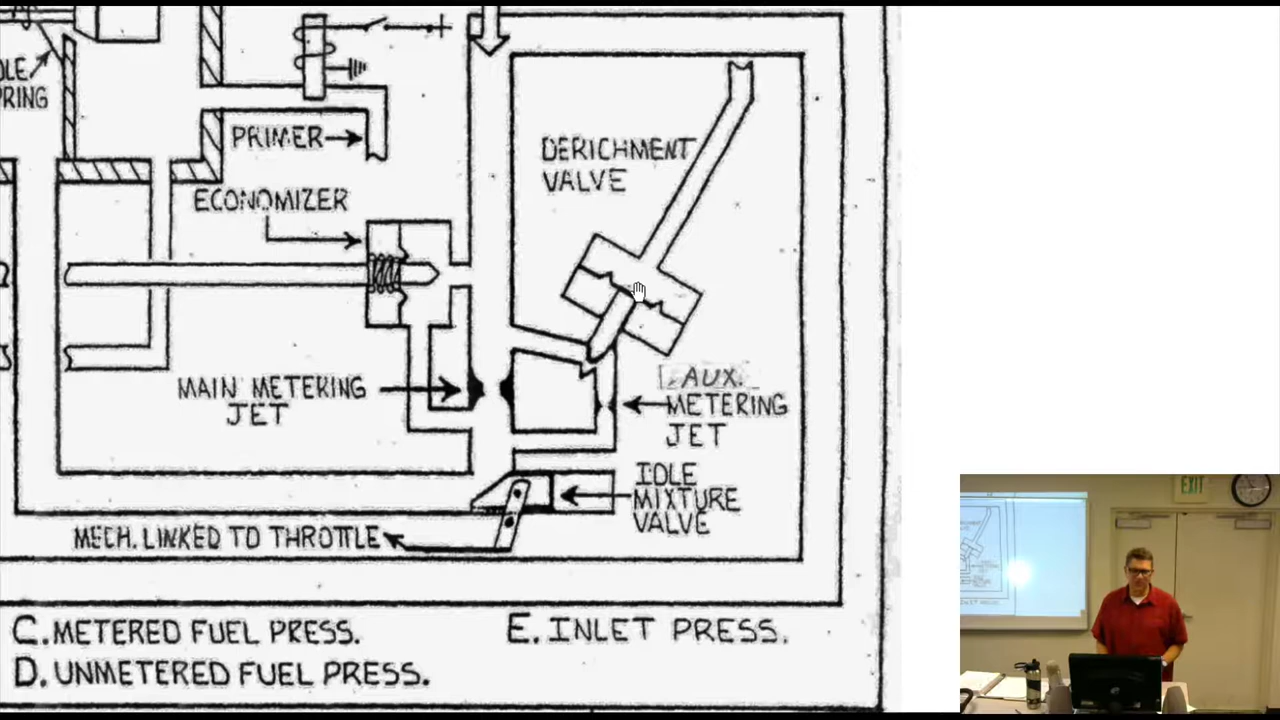 PRIMER
ECONOMIZER
DERICHMENT
VALVE
MAIN METERING
JET
AUX.
METERING
JET
IDLE
MIXTURE
VALVE
MECH. LINKED TO THROTTLE
C. METERED FUEL PRESS.
E. INLET PRESS.
D. UNMETERED FUEL PRESS.
EXIT